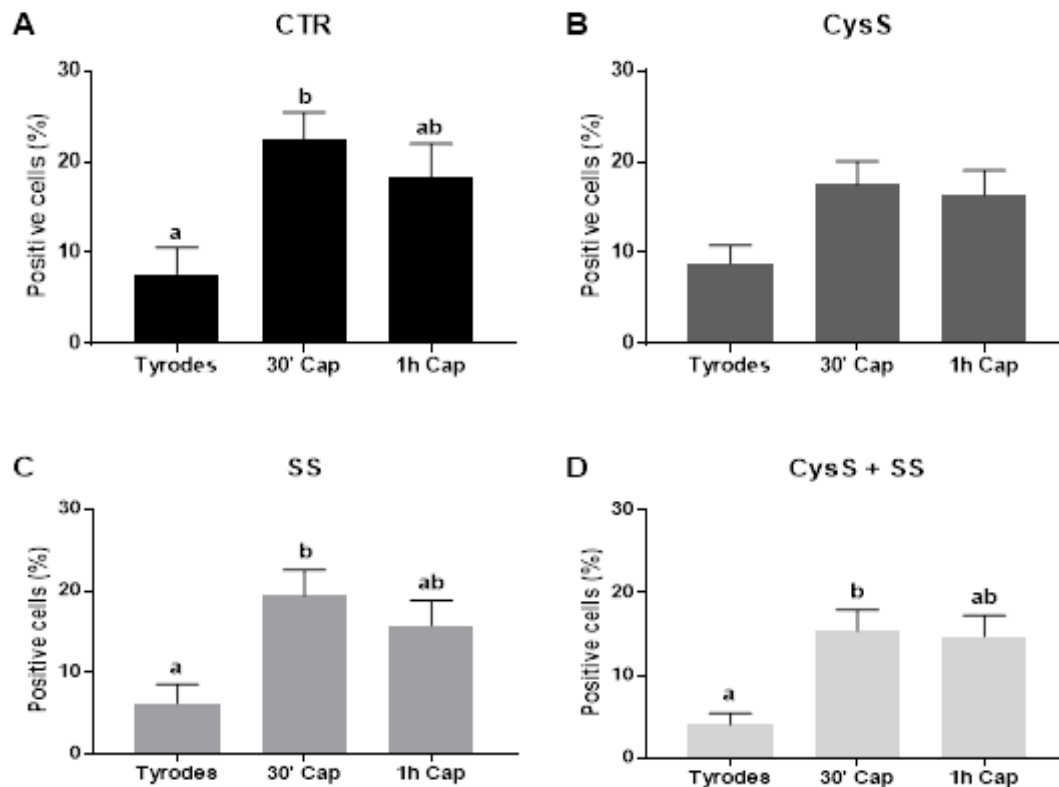 A
CTR
Positive cells (%)
30
20
10
0
a
b
ab
Tyrodes 30' Cap 1h Cap
B
CysS
Positive cells (%)
30
20
10
0
Tyrodes 30' Cap 1h Cap
C
SS
Positive cells (%)
30
20
10
0
a
b
ab
Tyrodes 30' Cap 1h Cap
D
CysS + SS
Positive cells (%)
30
20
10
0
a
b
ab
Tyrodes 30' Cap 1h Cap